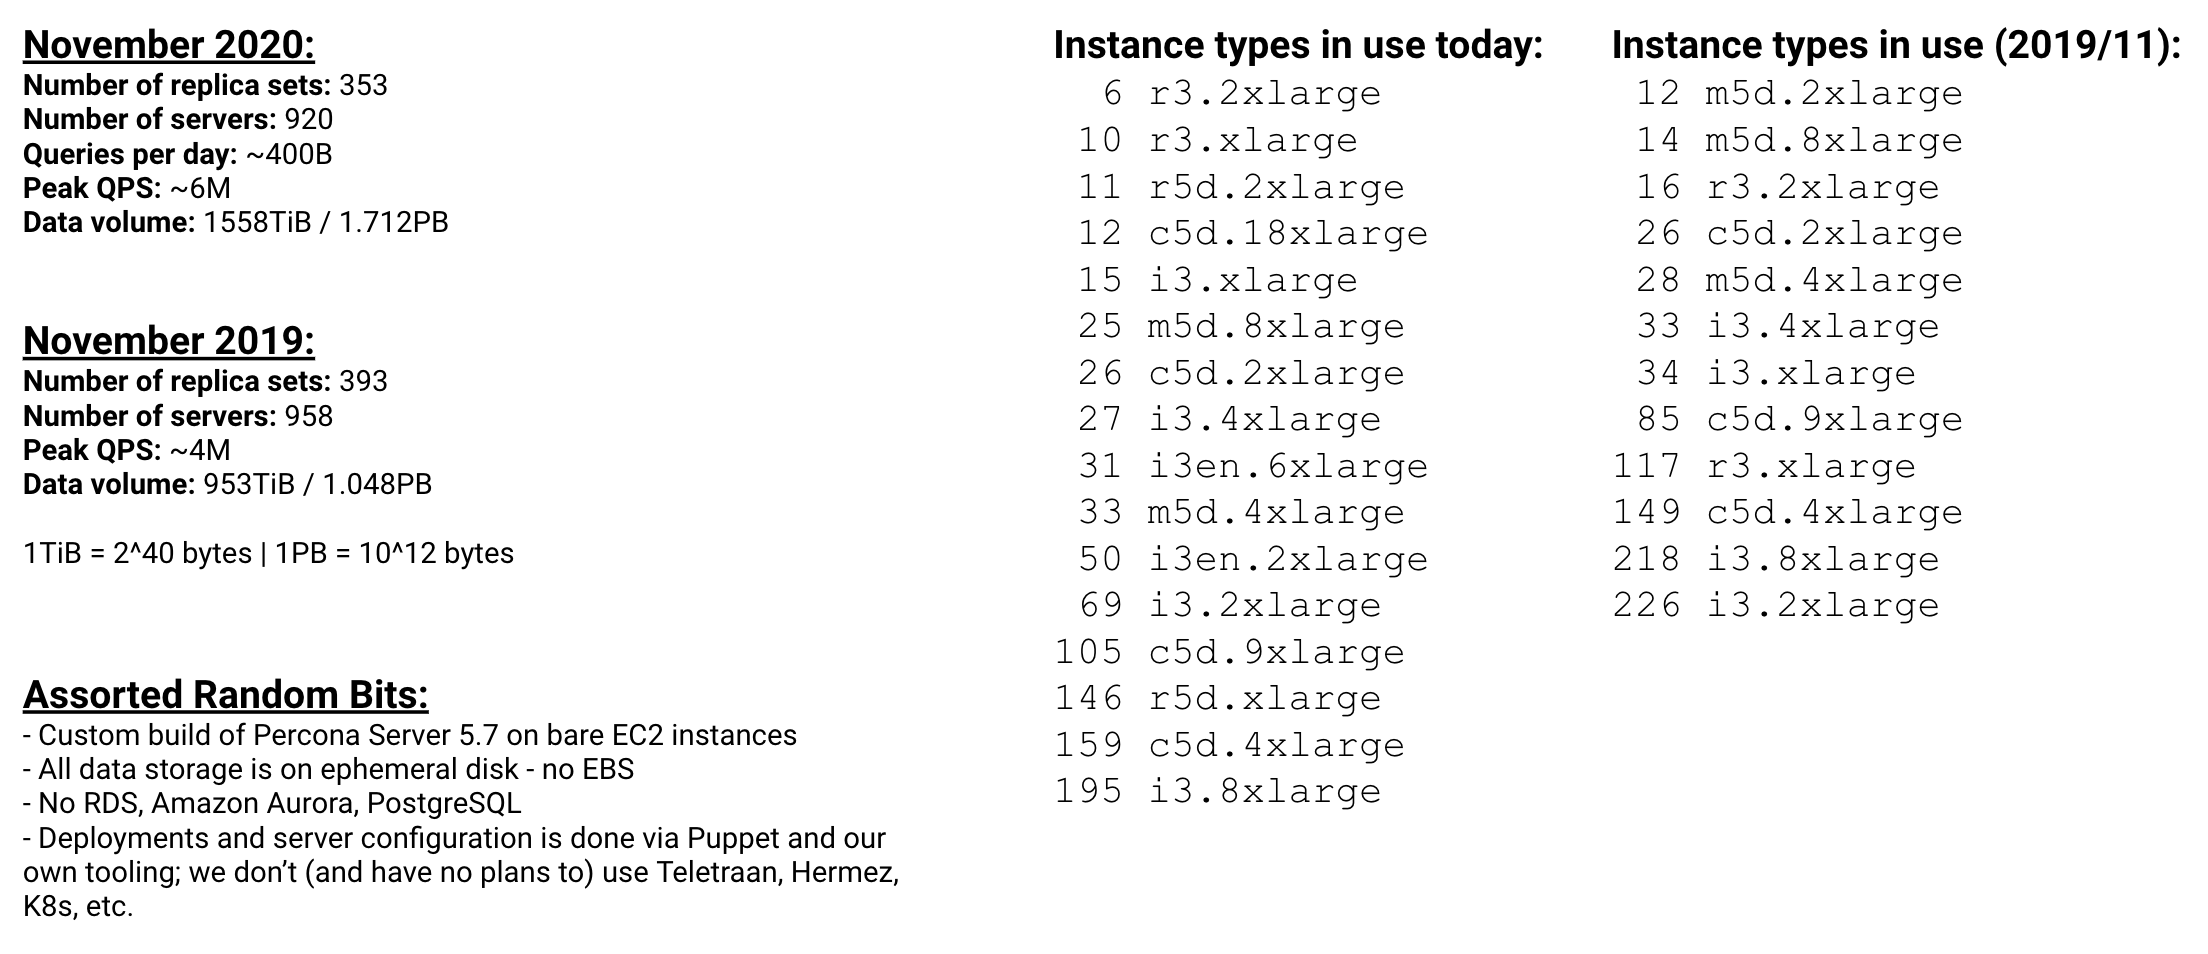 November 2020:
Number of replica sets: 353
Number of servers: 920
Queries per day: ~400B
Peak QPS: ~6M
Data volume: 1558TiB / 1.712PB
November 2019:
Number of replica sets: 393
Number of servers: 958
Peak QPS: ~4M
Data volume: 953TiB / 1.048PB
1TiB = 2^40 bytes | 1PB = 10^12 bytes
Assorted Random Bits:
- Custom build of Percona Server 5.7 on bare EC2 instances
- All data storage is on ephemeral disk - no EBS
- No RDS, Amazon Aurora, PostgreSQL
- Deployments and server configuration is done via Puppet and our
own tooling; we don’t (and have no plans to) use Teletraan, Hermez,
K8s, etc.
Instance types in use today:
6 r3.2xlarge
10 r3.xlarge
11 r5d.2xlarge
12 c5d.18xlarge
15 i3.xlarge
25 m5d.8xlarge
26 c5d.2xlarge
27 i3.4xlarge
31 i3en.6xlarge
33 m5d.4xlarge
50 i3en.2xlarge
69 i3.2xlarge
105 c5d.9xlarge
146 r5d.xlarge
159 c5d.4xlarge
195 i3.8xlarge
Instance types in use (2019/11):
12 m5d.2xlarge
14 m5d.8xlarge
16 r3.2xlarge
26 c5d.2xlarge
28 m5d.4xlarge
33 i3.4xlarge
34 i3.xlarge
85 c5d.9xlarge
117 r3.xlarge
149 c5d.4xlarge
218 i3.8xlarge
226 i3.2xlarge